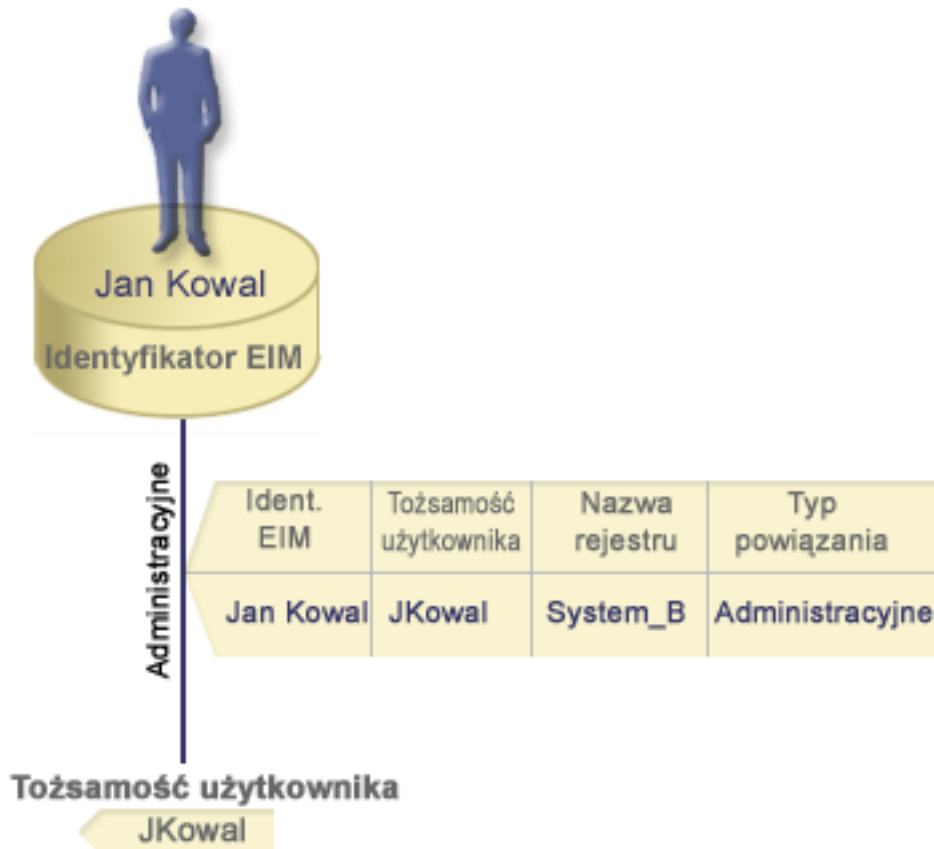 Jan Kowal
Identyfikator EIM
Administracyjne
Ident. EIM
Tożsamość użytkownika
Nazwa rejestru
Typ powiązania
Jan Kowal
JKowal
System_B
Administracyjne
Tożsamość użytkownika
JKowal